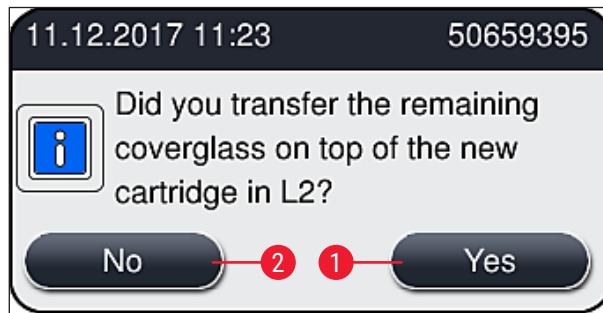 11.12.2017 11:23 50659395
Did you transfer the remaining
coverglass on top of the new
cartridge in L2?
No 2 1 Yes